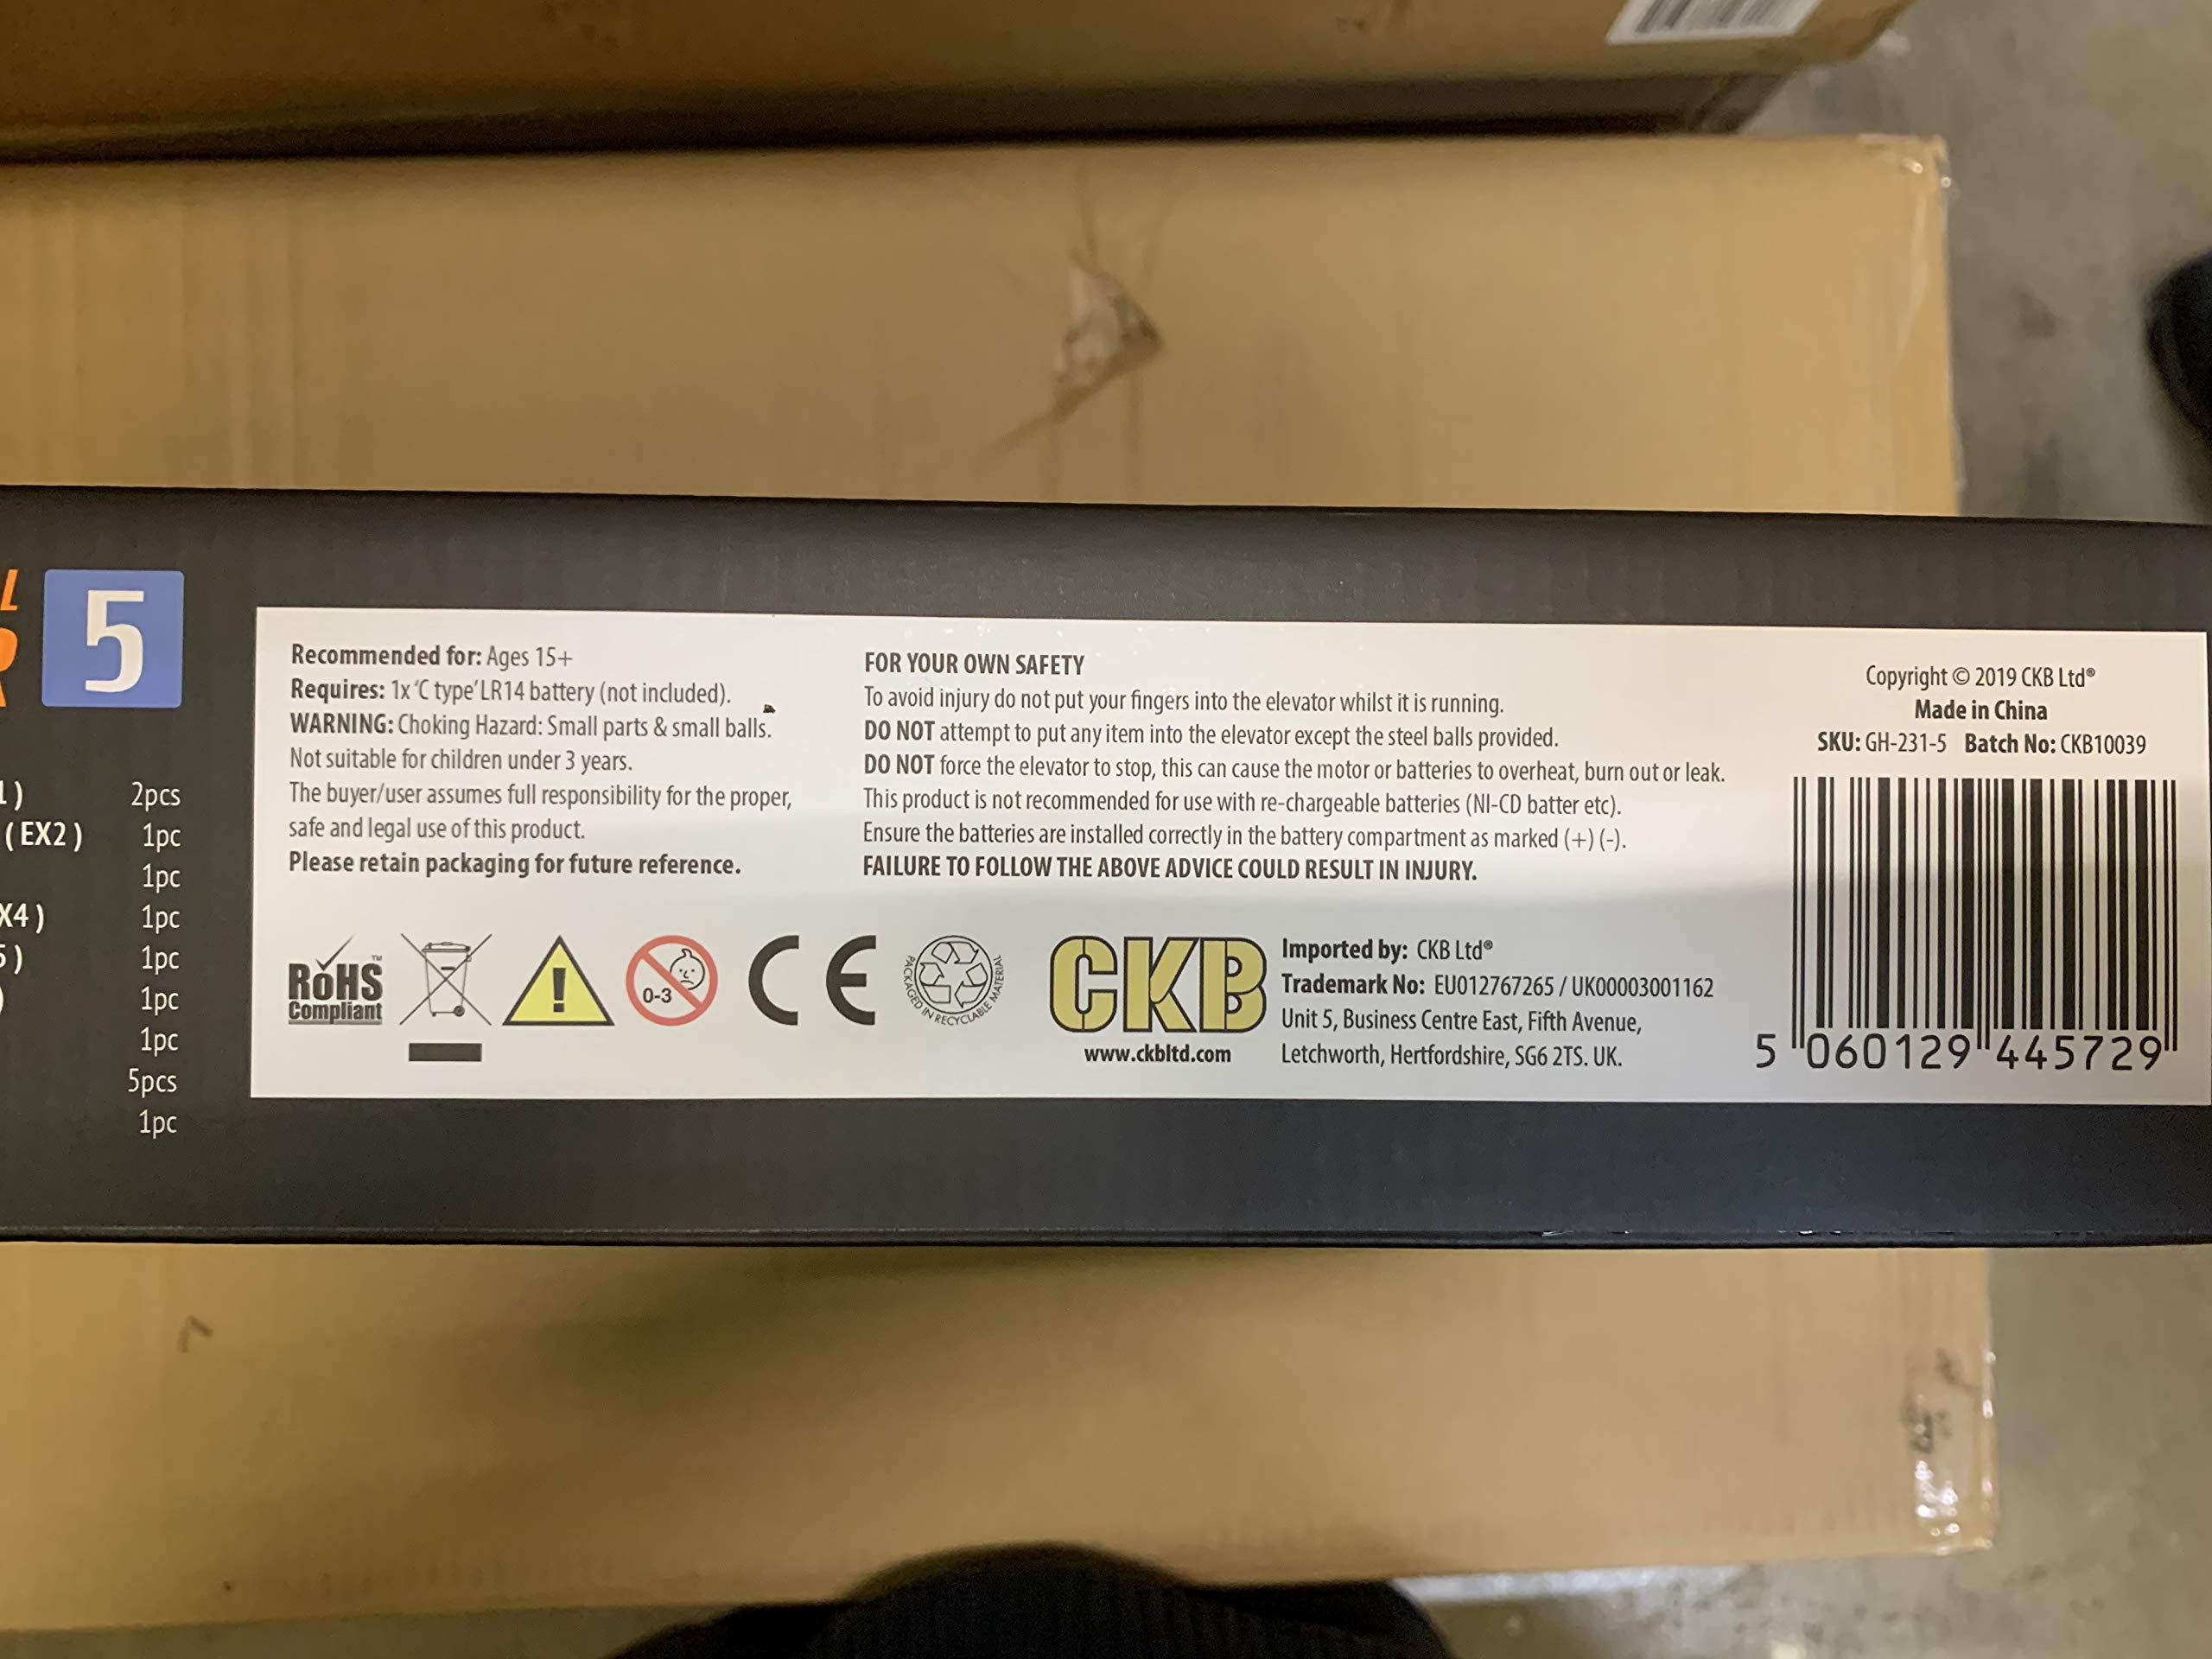 5
2pcs
(EX2) 1pc
1pc
1pc
1pc
1pc
1pc
5pcs
1pc
Recommended for: Ages 15+
Requires: 1x 'C type' LR14 battery (not included).
WARNING: Choking Hazard: Small parts & small balls.
Not suitable for children under 3 years.
The buyer/user assumes full responsibility for the proper,
safe and legal use of this product.
Please retain packaging for future reference.
FOR YOUR OWN SAFETY
To avoid injury do not put your fingers into the elevator whilst it is running.
DO NOT attempt to put any item into the elevator except the steel balls provided.
DO NOT force the elevator to stop, this can cause the motor or batteries to overheat, burn out or leak.
This product is not recommended for use with re-chargeable batteries (NI-CD batter etc).
Ensure the batteries are installed correctly in the battery compartment as marked (+) (-).
FAILURE TO FOLLOW THE ABOVE ADVICE COULD RESULT IN INJURY.
Copyright © 2019 CKB Ltd®
Made in China
SKU: GH-231-5 Batch No: CKB10039
RoHS™
Compliant
!
0-3
CE
PACKAGED IN RECYCLABLE MATERIAL
CKB
www.ckbltd.com
Imported by: CKB Ltd®
Trademark No: EU012767265 / UK00003001162
Unit 5, Business Centre East, Fifth Avenue,
Letchworth, Hertfordshire, SG6 2TS. UK.
5 060129 445729